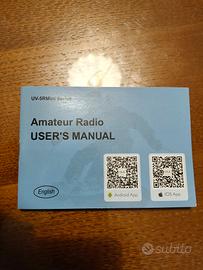 UV-5RMini Series
Amateur Radio
USER'S MANUAL
English
Android App
iOS App
subito